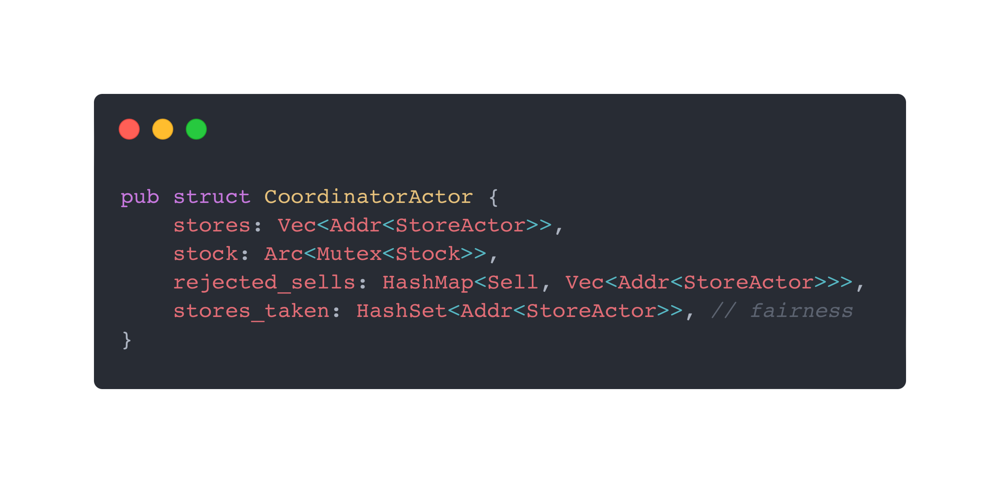 pub struct CoordinatorActor {
    stores: Vec<Addr<StoreActor>>,
    stock: Arc<Mutex<Stock>>,
    rejected_sells: HashMap<Sell, Vec<Addr<StoreActor>>>,
    stores_taken: HashSet<Addr<StoreActor>>, // fairness
}